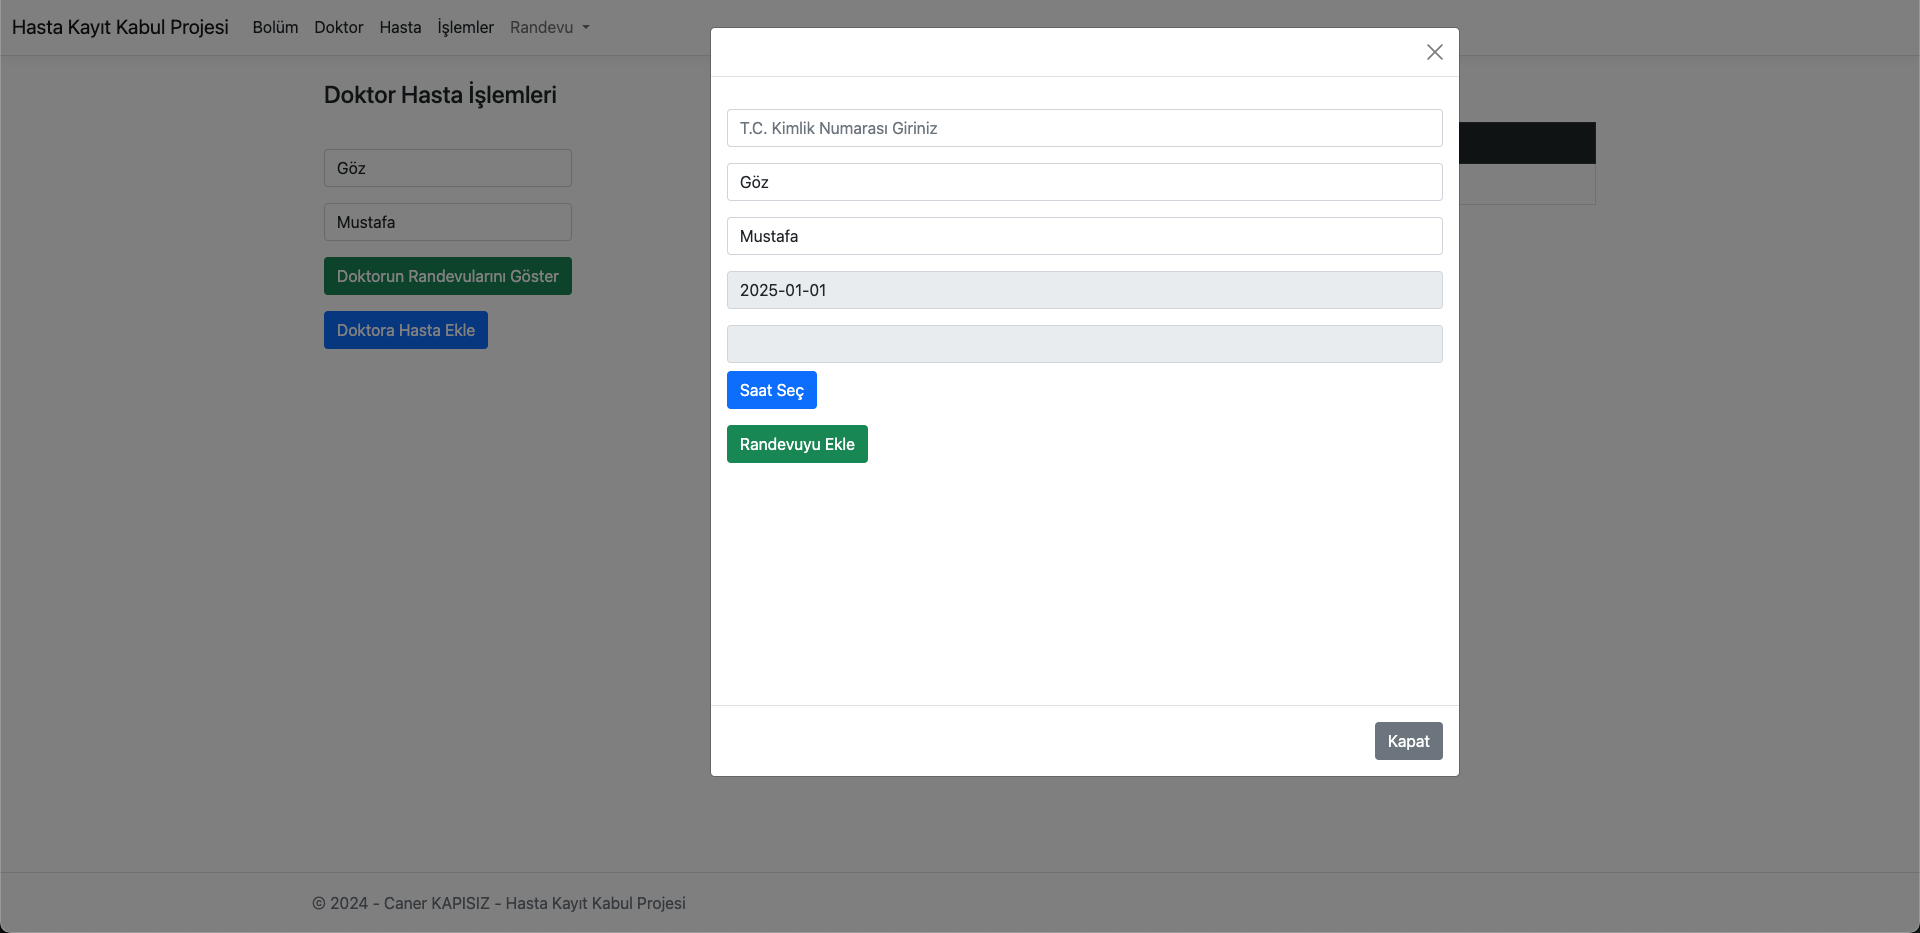 Hasta Kayıt Kabul Projesi Bolüm Doktor Hasta İşlemler Randevu
Doktor Hasta İşlemleri
Göz
Mustafa
Doktorun Randevularını Göster
Doktora Hasta Ekle
T.C. Kimlik Numarası Giriniz
Göz
Mustafa
2025-01-01
Saat Seç
Randevuyu Ekle
Kapat
© 2024 - Caner KAPISIZ - Hasta Kayıt Kabul Projesi